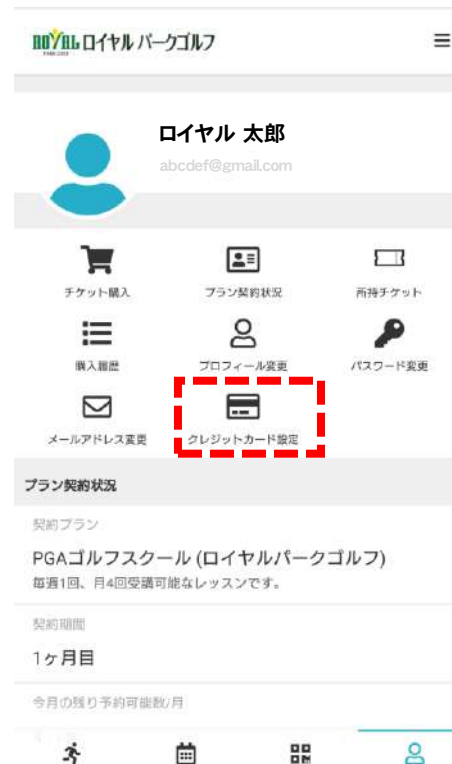 ROYAL ロイヤル パークゴルフ
PARK GOLF
ロイヤル 太郎
abcdef@gmail.com
チケット購入 プラン契約状況 所持チケット
購入履歴 プロフィール変更 パスワード変更
メールアドレス変更 クレジットカード設定
プラン契約状況
契約プラン
PGAゴルフスクール (ロイヤルパークゴルフ)
毎週1回、月4回受講可能なレッスンです。
契約期間
1ヶ月目
今月の残り予約可能数/月